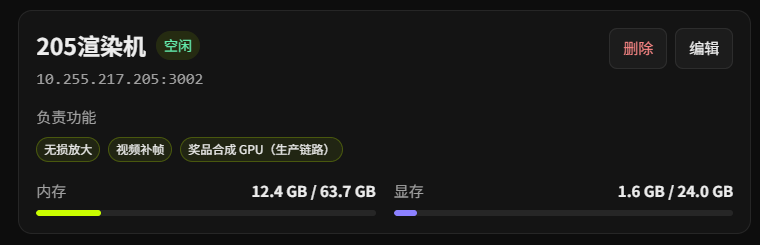 205渲染机 空闲 删除 编辑
10.255.217.205:3002
负责功能
无损放大 视频补帧 奖品合成 GPU（生产链路）
内存 12.4 GB / 63.7 GB 显存 1.6 GB / 24.0 GB